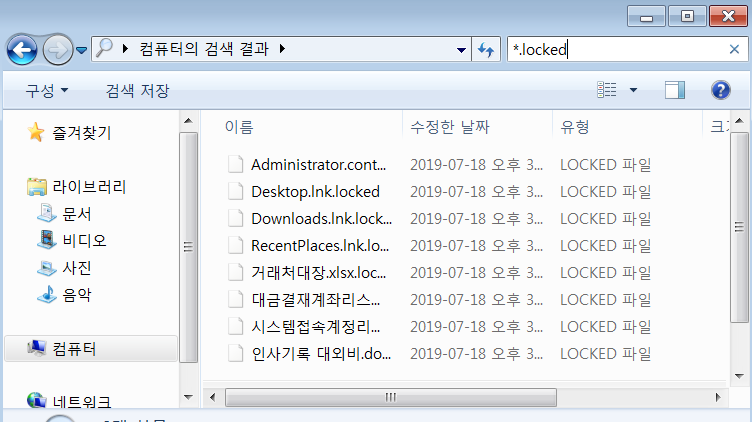 컴퓨터의 검색 결과
*.locked
구성
검색 저장
즐겨찾기
라이브러리
문서
비디오
사진
음악
컴퓨터
네트워크
이름 수정한 날짜 유형
Administrator.cont... 2019-07-18 오후 3... LOCKED 파일
Desktop.lnk.locked 2019-07-18 오후 3... LOCKED 파일
Downloads.lnk.lock... 2019-07-18 오후 3... LOCKED 파일
RecentPlaces.lnk.lo... 2019-07-18 오후 3... LOCKED 파일
거래처대장.xlsx.loc... 2019-07-18 오후 3... LOCKED 파일
대금결재계좌리스... 2019-07-18 오후 3... LOCKED 파일
시스템접속계정리... 2019-07-18 오후 3... LOCKED 파일
인사기록 대외비.do... 2019-07-18 오후 3... LOCKED 파일